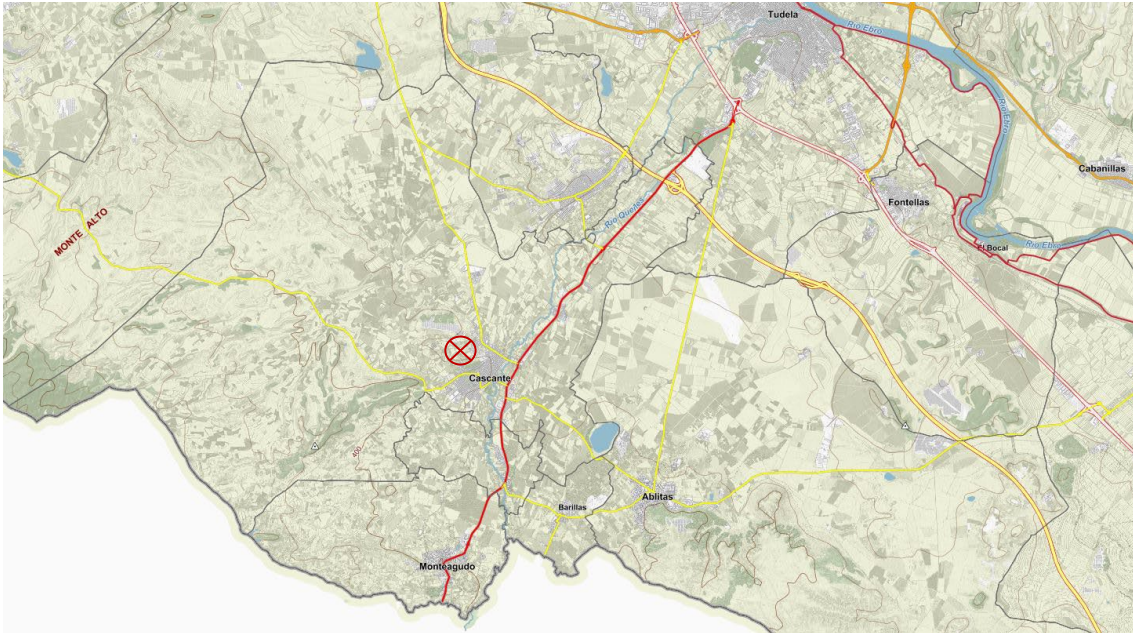 Tudela
Río Ebro
Río Ebro
Cabanillas
Río Queiles
Fontellas
MONTE ALTO
Río Ebro
El Bocal
Cascante
400
Ablitas
Barillas
Monteagudo